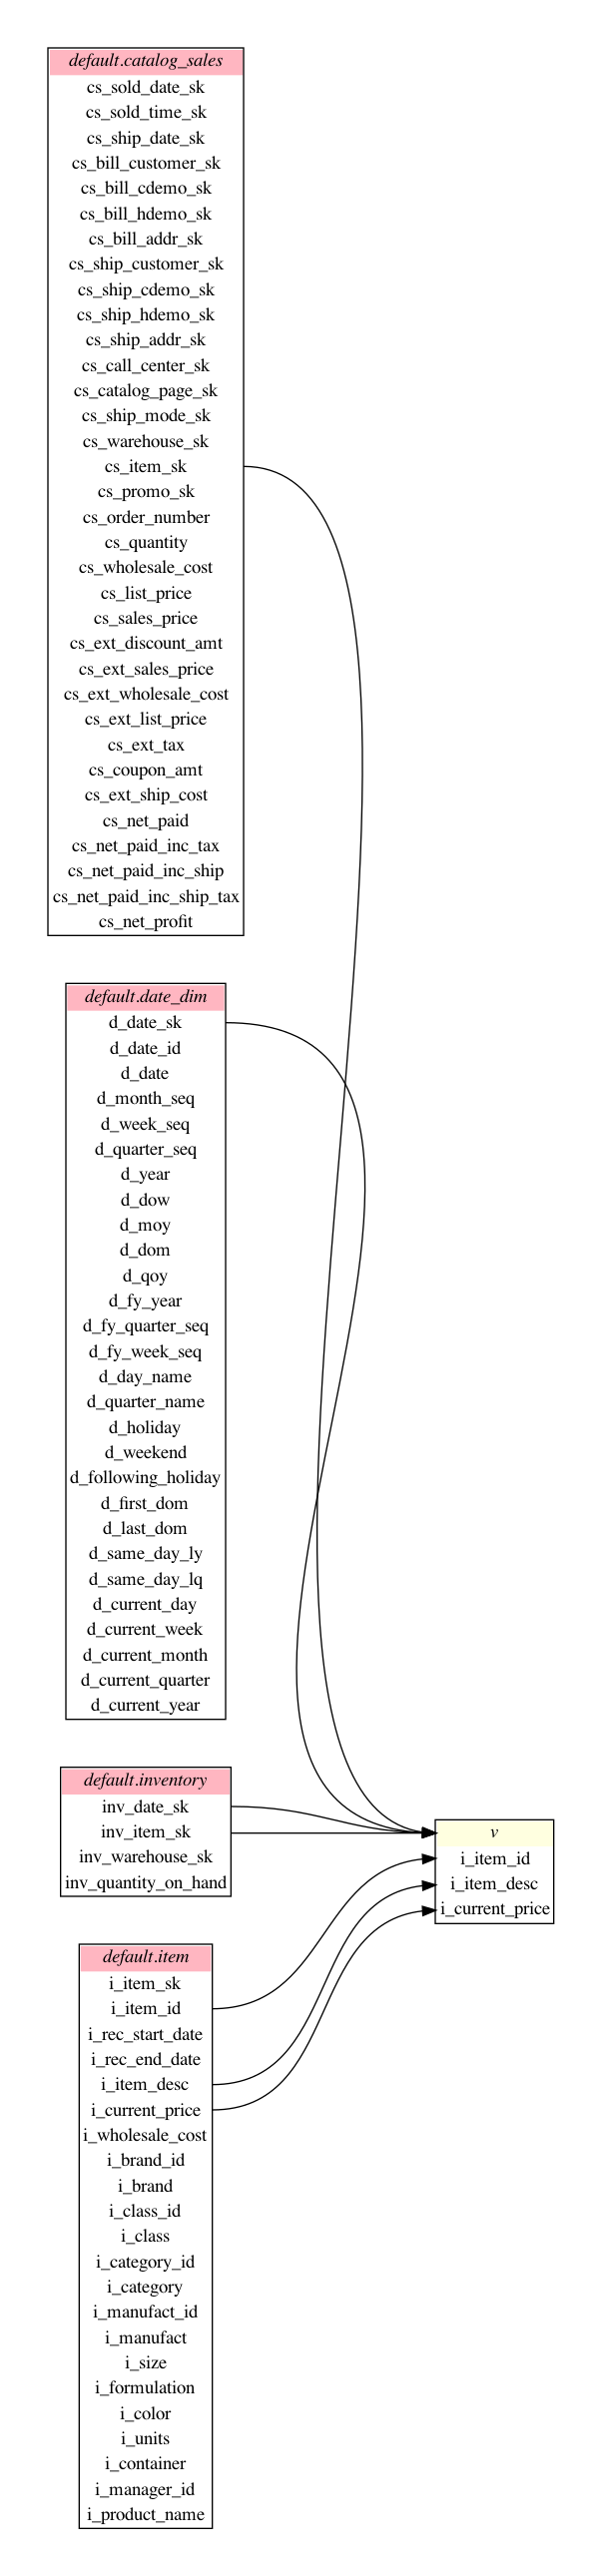 default.catalog_sales
cs_sold_date_sk
cs_sold_time_sk
cs_ship_date_sk
cs_bill_customer_sk
cs_bill_cdemo_sk
cs_bill_hdemo_sk
cs_bill_addr_sk
cs_ship_customer_sk
cs_ship_cdemo_sk
cs_ship_hdemo_sk
cs_ship_addr_sk
cs_call_center_sk
cs_catalog_page_sk
cs_ship_mode_sk
cs_warehouse_sk
cs_item_sk
cs_promo_sk
cs_order_number
cs_quantity
cs_wholesale_cost
cs_list_price
cs_sales_price
cs_ext_discount_amt
cs_ext_sales_price
cs_ext_wholesale_cost
cs_ext_list_price
cs_ext_tax
cs_coupon_amt
cs_ext_ship_cost
cs_net_paid
cs_net_paid_inc_tax
cs_net_paid_inc_ship
cs_net_paid_inc_ship_tax
cs_net_profit
default.date_dim
d_date_sk
d_date_id
d_date
d_month_seq
d_week_seq
d_quarter_seq
d_year
d_dow
d_moy
d_dom
d_qoy
d_fy_year
d_fy_quarter_seq
d_fy_week_seq
d_day_name
d_quarter_name
d_holiday
d_weekend
d_following_holiday
d_first_dom
d_last_dom
d_same_day_ly
d_same_day_lq
d_current_day
d_current_week
d_current_month
d_current_quarter
d_current_year
default.inventory
inv_date_sk
inv_item_sk
inv_warehouse_sk
inv_quantity_on_hand
v
i_item_id
i_item_desc
i_current_price
default.item
i_item_sk
i_item_id
i_rec_start_date
i_rec_end_date
i_item_desc
i_current_price
i_wholesale_cost
i_brand_id
i_brand
i_class_id
i_class
i_category_id
i_category
i_manufact_id
i_manufact
i_size
i_formulation
i_color
i_units
i_container
i_manager_id
i_product_name